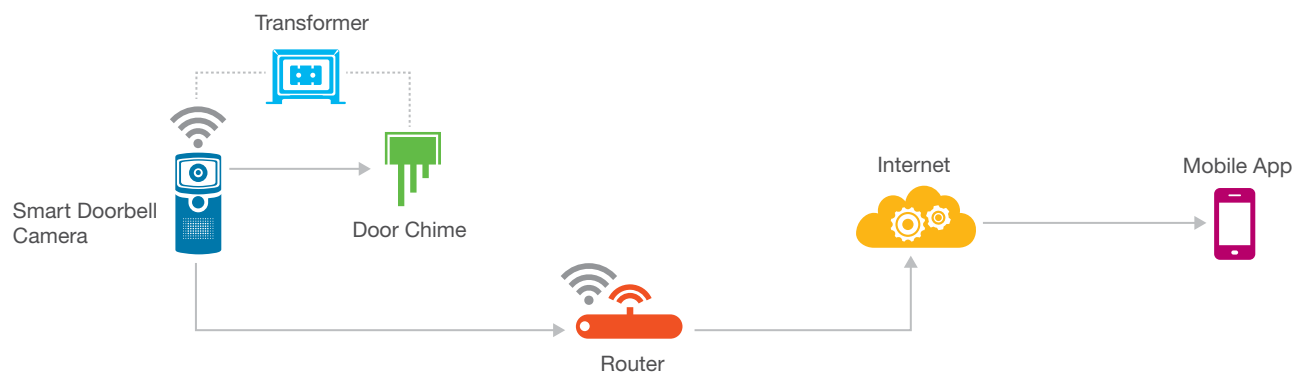 Transformer
Smart Doorbell
Camera
Door Chime
Router
Internet
Mobile App